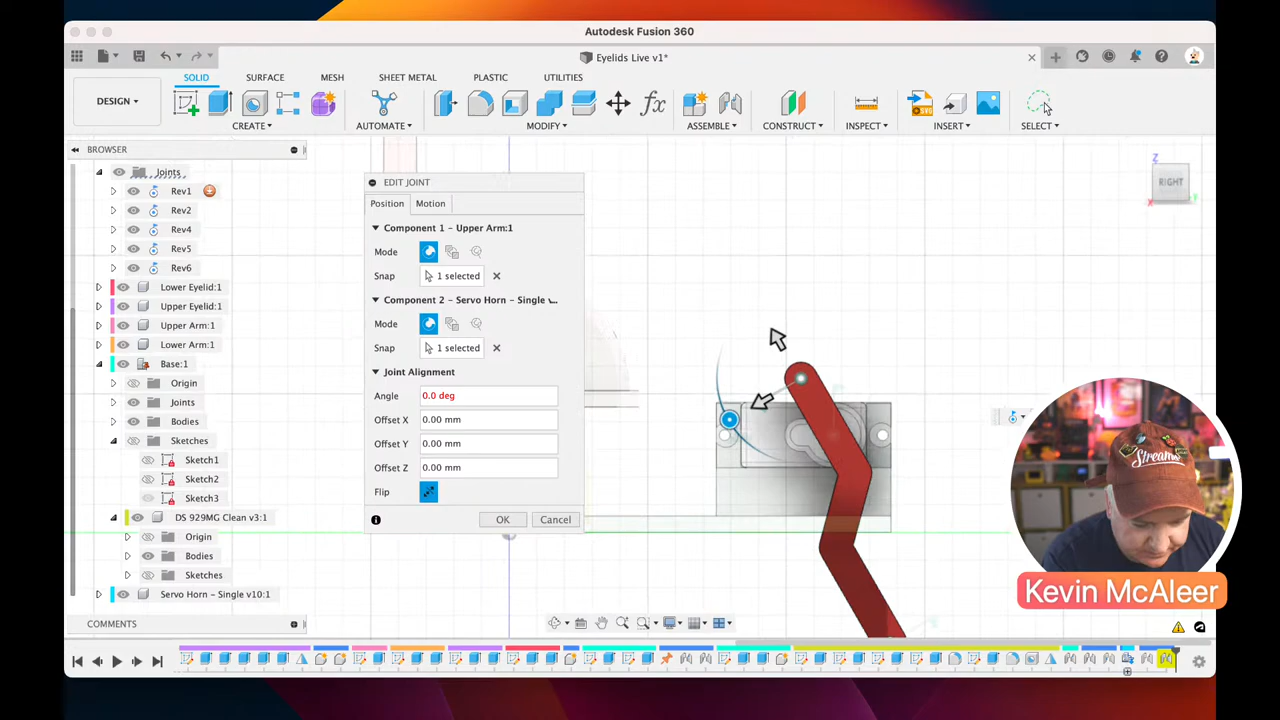 Autodesk Fusion 360
Eyelids Live v1*
DESIGN
SOLID SURFACE MESH SHEET METAL PLASTIC UTILITIES
CREATE AUTOMATE MODIFY ASSEMBLE CONSTRUCT INSPECT INSERT SELECT
BROWSER
Joints
Rev1
Rev2
Rev4
Rev5
Rev6
Lower Eyelid:1
Upper Eyelid:1
Upper Arm:1
Lower Arm:1
Base:1
Origin
Joints
Bodies
Sketches
Sketch1
Sketch2
Sketch3
DS 929MG Clean v3:1
Origin
Bodies
Sketches
Servo Horn - Single v10:1
COMMENTS
EDIT JOINT
Position Motion
Component 1 - Upper Arm:1
Mode
Snap 1 selected
Component 2 - Servo Horn - Single v...
Mode
Snap 1 selected
Joint Alignment
Angle 0.0 deg
Offset X 0.00 mm
Offset Y 0.00 mm
Offset Z 0.00 mm
Flip
OK Cancel
Z
RIGHT
X Y
Streams
Kevin McAleer